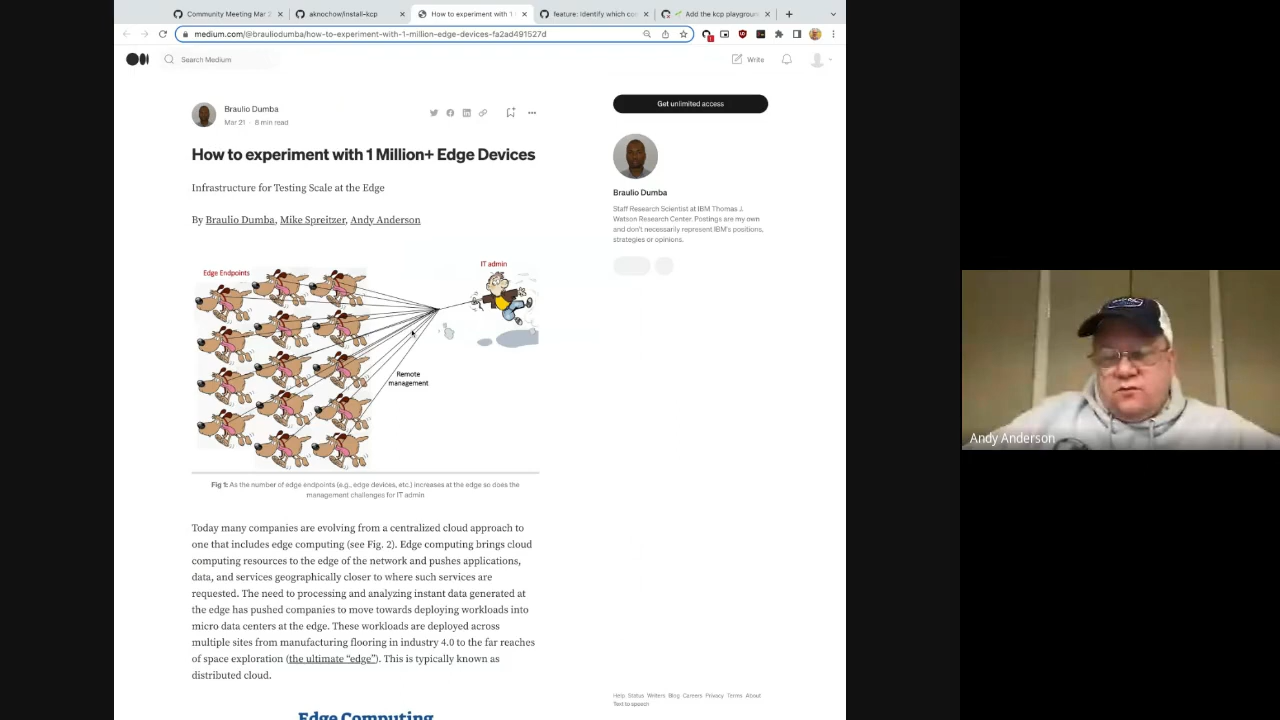 Community Meeting Mar 2
aknochow/install-kcp
How to experiment with 1
feature: Identify which co
Add the kcp playground
medium.com/@brauliodumba/how-to-experiment-with-1-million-edge-devices-fa2ad491527d
Search Medium
Write
Braulio Dumba
Mar 21 · 8 min read
Get unlimited access
How to experiment with 1 Million+ Edge Devices
Infrastructure for Testing Scale at the Edge
By Braulio Dumba, Mike Spreitzer, Andy Anderson
Braulio Dumba
Staff Research Scientist at IBM Thomas J.
Watson Research Center. Postings are my own
and don't necessarily represent IBM's positions,
strategies or opinions.
Edge Endpoints
IT admin
Remote
management
Fig 1: As the number of edge endpoints (e.g., edge devices, etc.) increases at the edge so does the
management challenges for IT admin
Today many companies are evolving from a centralized cloud approach to
one that includes edge computing (see Fig. 2). Edge computing brings cloud
computing resources to the edge of the network and pushes applications,
data, and services geographically closer to where such services are
requested. The need to processing and analyzing instant data generated at
the edge has pushed companies to move towards deploying workloads into
micro data centers at the edge. These workloads are deployed across
multiple sites from manufacturing flooring in industry 4.0 to the far reaches
of space exploration (the ultimate “edge”). This is typically known as
distributed cloud.
Edge Computing
Help Status Writers Blog Careers Privacy Terms About
Text to speech
Andy Anderson